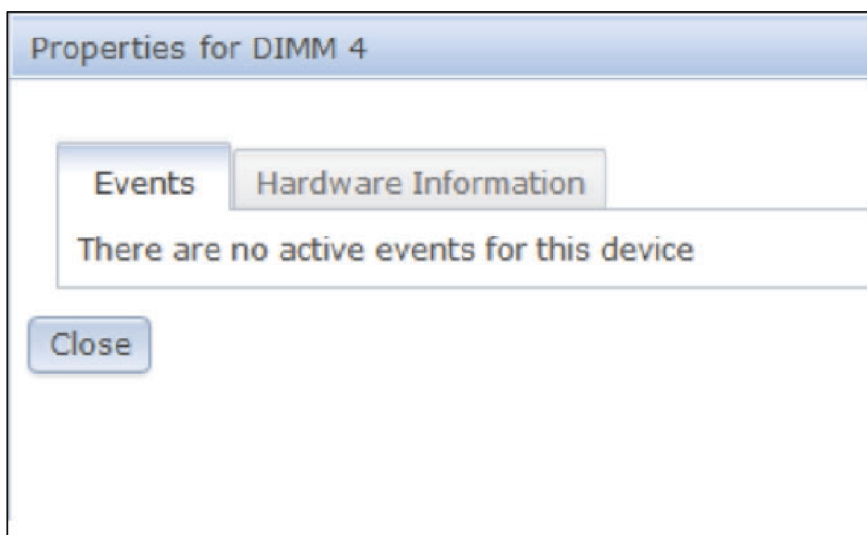 Properties for DIMM 4
Events
Hardware Information
There are no active events for this device
Close